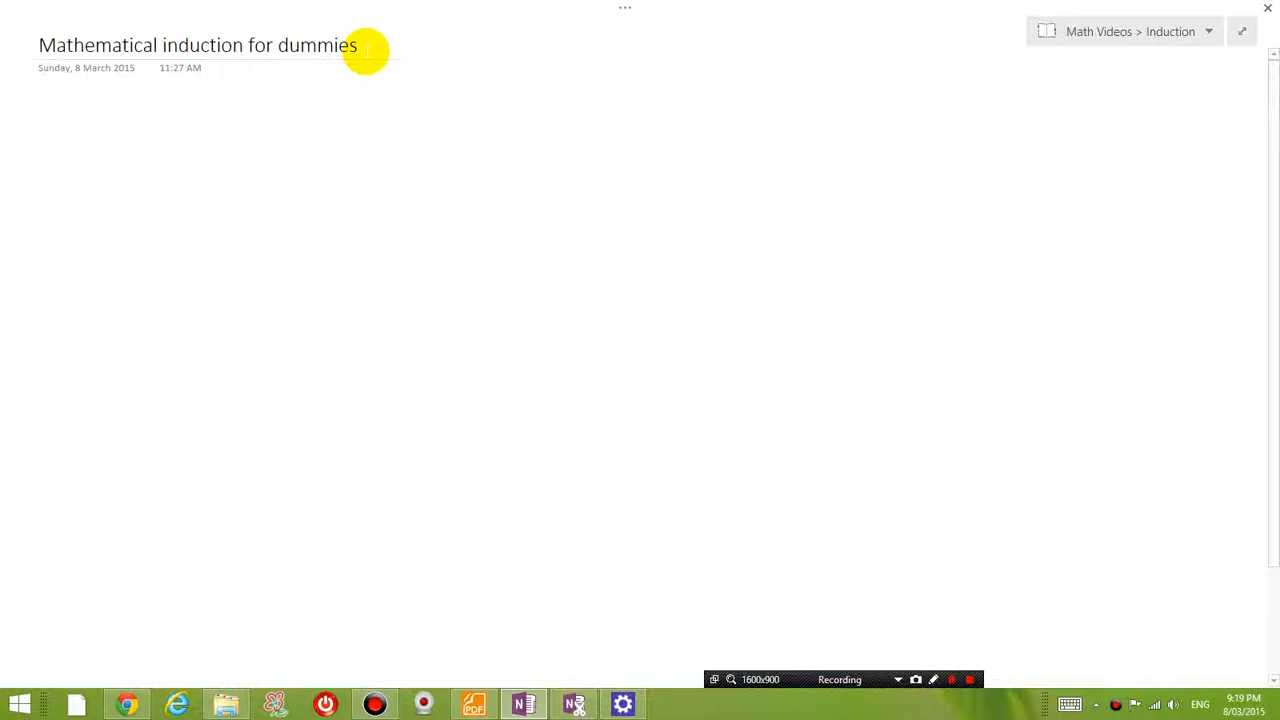 Mathematical induction for dummies
Sunday, 8 March 2015 11:27 AM
Math Videos > Induction
1600x900 Recording
PDF
ENG
9:19 PM
8/03/2015